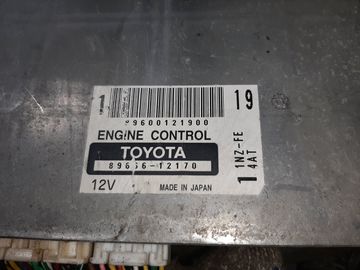 19
9600121900
ENGINE CONTROL
TOYOTA
89666-12170
12V MADE IN JAPAN
1NZ-FE
4AT
1